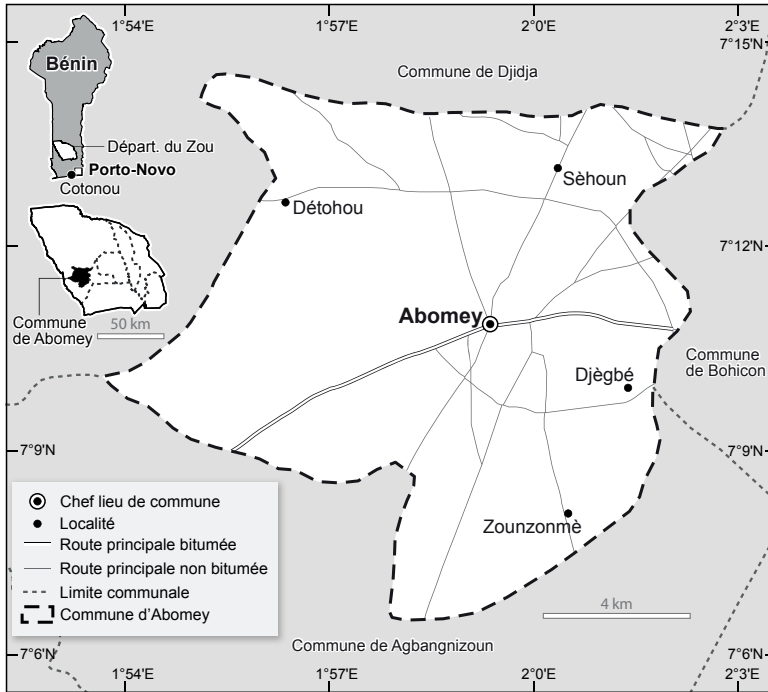 1°54'E
1°57'E
2°0'E
2°3'E
7°15'N
Commune de Djidja
Bénin
Départ. du Zou
Porto-Novo
Cotonou
Sèhoun
Détohou
7°12'N
Abomey
Commune
de Abomey
50 km
Commune
de Bohicon
Djègbé
7°9'N
7°9'N
Chef lieu de commune
Localité
Route principale bitumée
Route principale non bitumée
Limite communale
Commune d'Abomey
Zounzonmè
4 km
Commune de Agbangnizoun
7°6'N
7°6'N
1°54'E
1°57'E
2°0'E
2°3'E